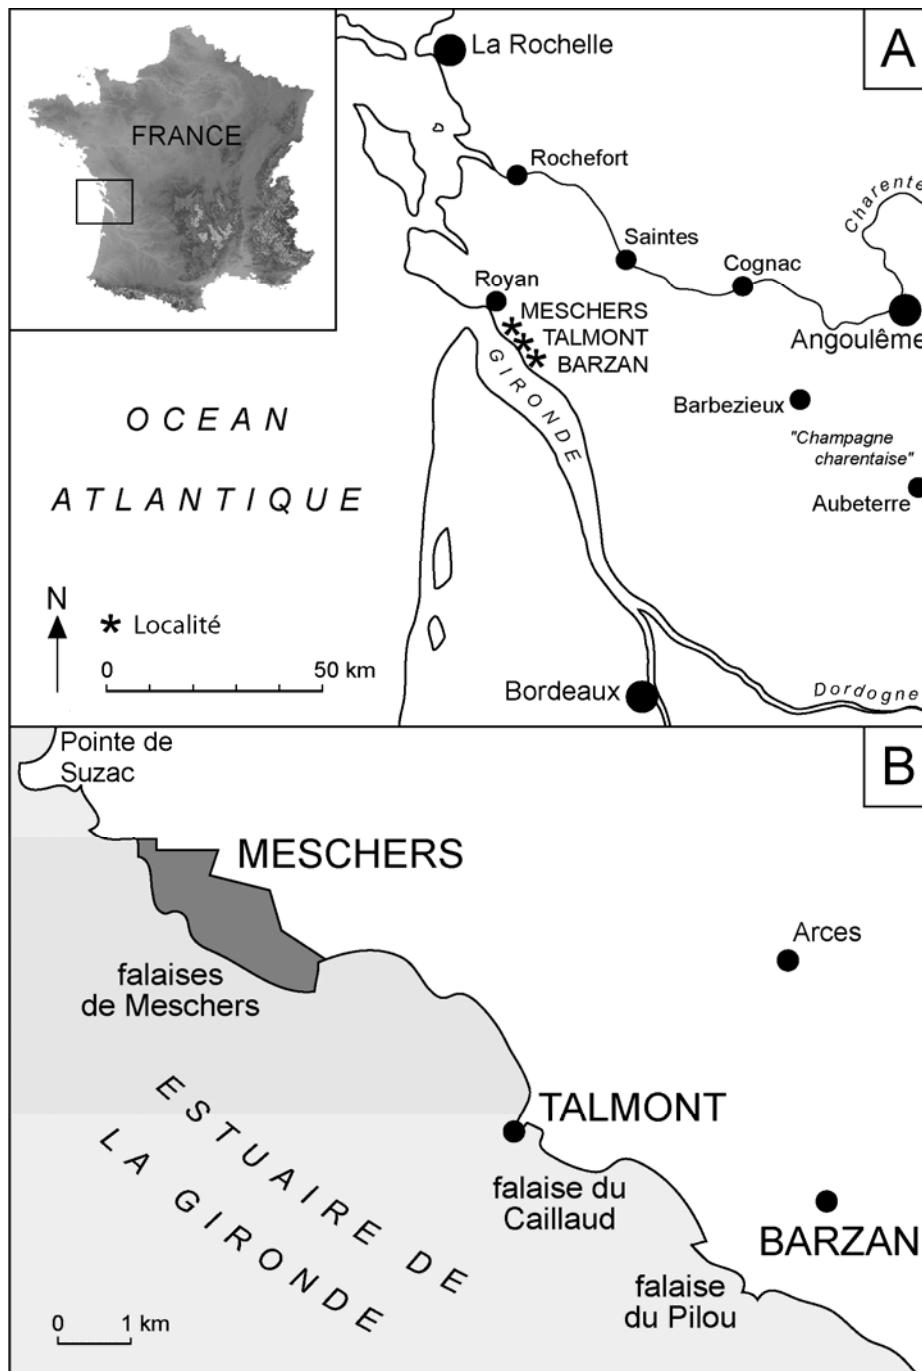 FRANCE
A
La Rochelle
Rochefort
Charente
Saintes
Cognac
Royan
MESCHERS
TALMONT
BARZAN
Angoulême
GIRONDE
Barbezieux
"Champagne
charentaise"
Aubeterre
OCEAN
ATLANTIQUE
N
* Localité
0 50 km
Bordeaux
Dordogne
B
Pointe de
Suzac
MESCHERS
Arces
falaises
de Meschers
TALMONT
ESTUAIRE DE
LA GIRONDE
falaise du
Caillaud
BARZAN
falaise
du Pilou
0 1 km